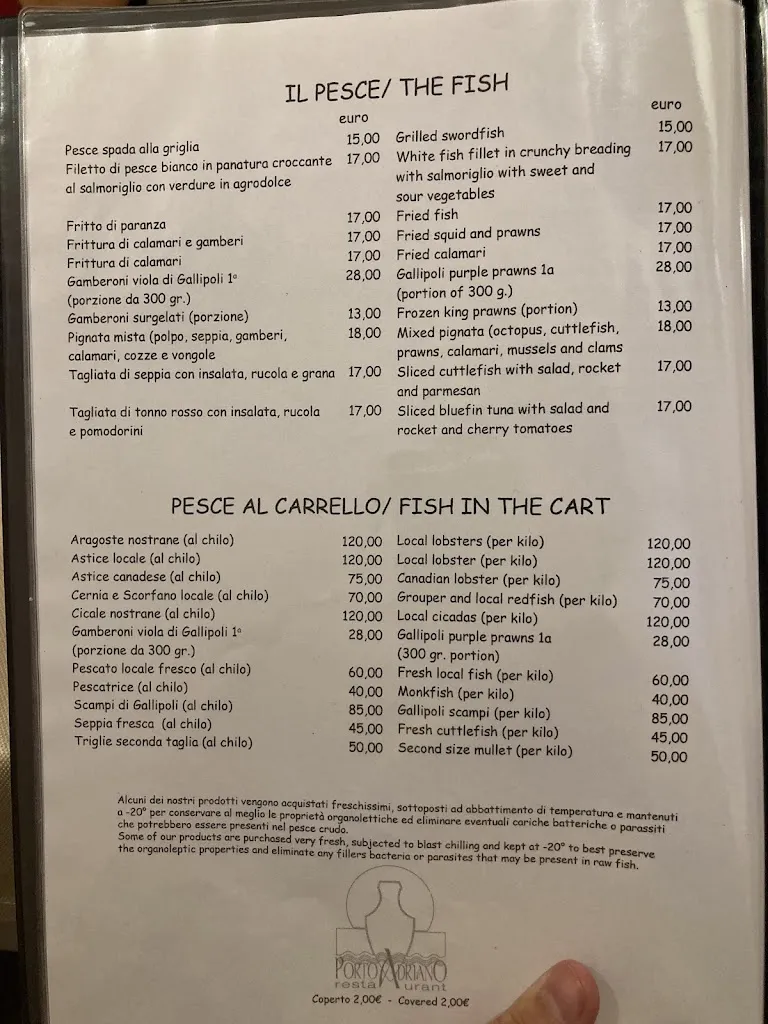 IL PESCE/ THE FISH
euro
euro
Pesce spada alla griglia 15,00 Grilled swordfish 15,00
Filetto di pesce bianco in panatura croccante 17,00 White fish fillet in crunchy breading 17,00
al salmoriglio con verdure in agrodolce with salmoriglio with sweet and
sour vegetables
Fritto di paranza 17,00 Fried fish 17,00
Frittura di calamari e gamberi 17,00 Fried squid and prawns 17,00
Frittura di calamari 17,00 Fried calamari 17,00
Gamberoni viola di Gallipoli 1° 28,00 Gallipoli purple prawns 1a 28,00
(porzione da 300 gr.) (portion of 300 g.)
Gamberoni surgelati (porzione) 13,00 Frozen king prawns (portion) 13,00
Pignata mista (polpo, seppia, gamberi, 18,00 Mixed pignata (octopus, cuttlefish, 18,00
calamari, cozze e vongole prawns, calamari, mussels and clams
Tagliata di seppia con insalata, rucola e grana 17,00 Sliced cuttlefish with salad, rocket 17,00
and parmesan
Tagliata di tonno rosso con insalata, rucola 17,00 Sliced bluefin tuna with salad and 17,00
e pomodorini rocket and cherry tomatoes
PESCE AL CARRELLO/ FISH IN THE CART
Aragoste nostrane (al chilo) 120,00 Local lobsters (per kilo) 120,00
Astice locale (al chilo) 120,00 Local lobster (per kilo) 120,00
Astice canadese (al chilo) 75,00 Canadian lobster (per kilo) 75,00
Cernia e Scorfano locale (al chilo) 70,00 Grouper and local redfish (per kilo) 70,00
Cicale nostrane (al chilo) 120,00 Local cicadas (per kilo) 120,00
Gamberoni viola di Gallipoli 1° 28,00 Gallipoli purple prawns 1a 28,00
(porzione da 300 gr.) (300 gr. portion)
Pescato locale fresco (al chilo) 60,00 Fresh local fish (per kilo) 60,00
Pescatrice (al chilo) 40,00 Monkfish (per kilo) 40,00
Scampi di Gallipoli (al chilo) 85,00 Gallipoli scampi (per kilo) 85,00
Seppia fresca (al chilo) 45,00 Fresh cuttlefish (per kilo) 45,00
Triglie seconda taglia (al chilo) 50,00 Second size mullet (per kilo) 50,00
Alcuni dei nostri prodotti vengono acquistati freschissimi, sottoposti ad abbattimento di temperatura e mantenuti
a -20° per conservare al meglio le proprietà organolettiche ed eliminare eventuali cariche batteriche o parassiti
che potrebbero essere presenti nel pesce crudo.
Some of our products are purchased very fresh, subjected to blast chilling and kept at -20° to best preserve
the organoleptic properties and eliminate any fillers bacteria or parasites that may be present in raw fish.
PORTO ADRIANO
restaurant
Coperto 2,00€ - Covered 2,00€